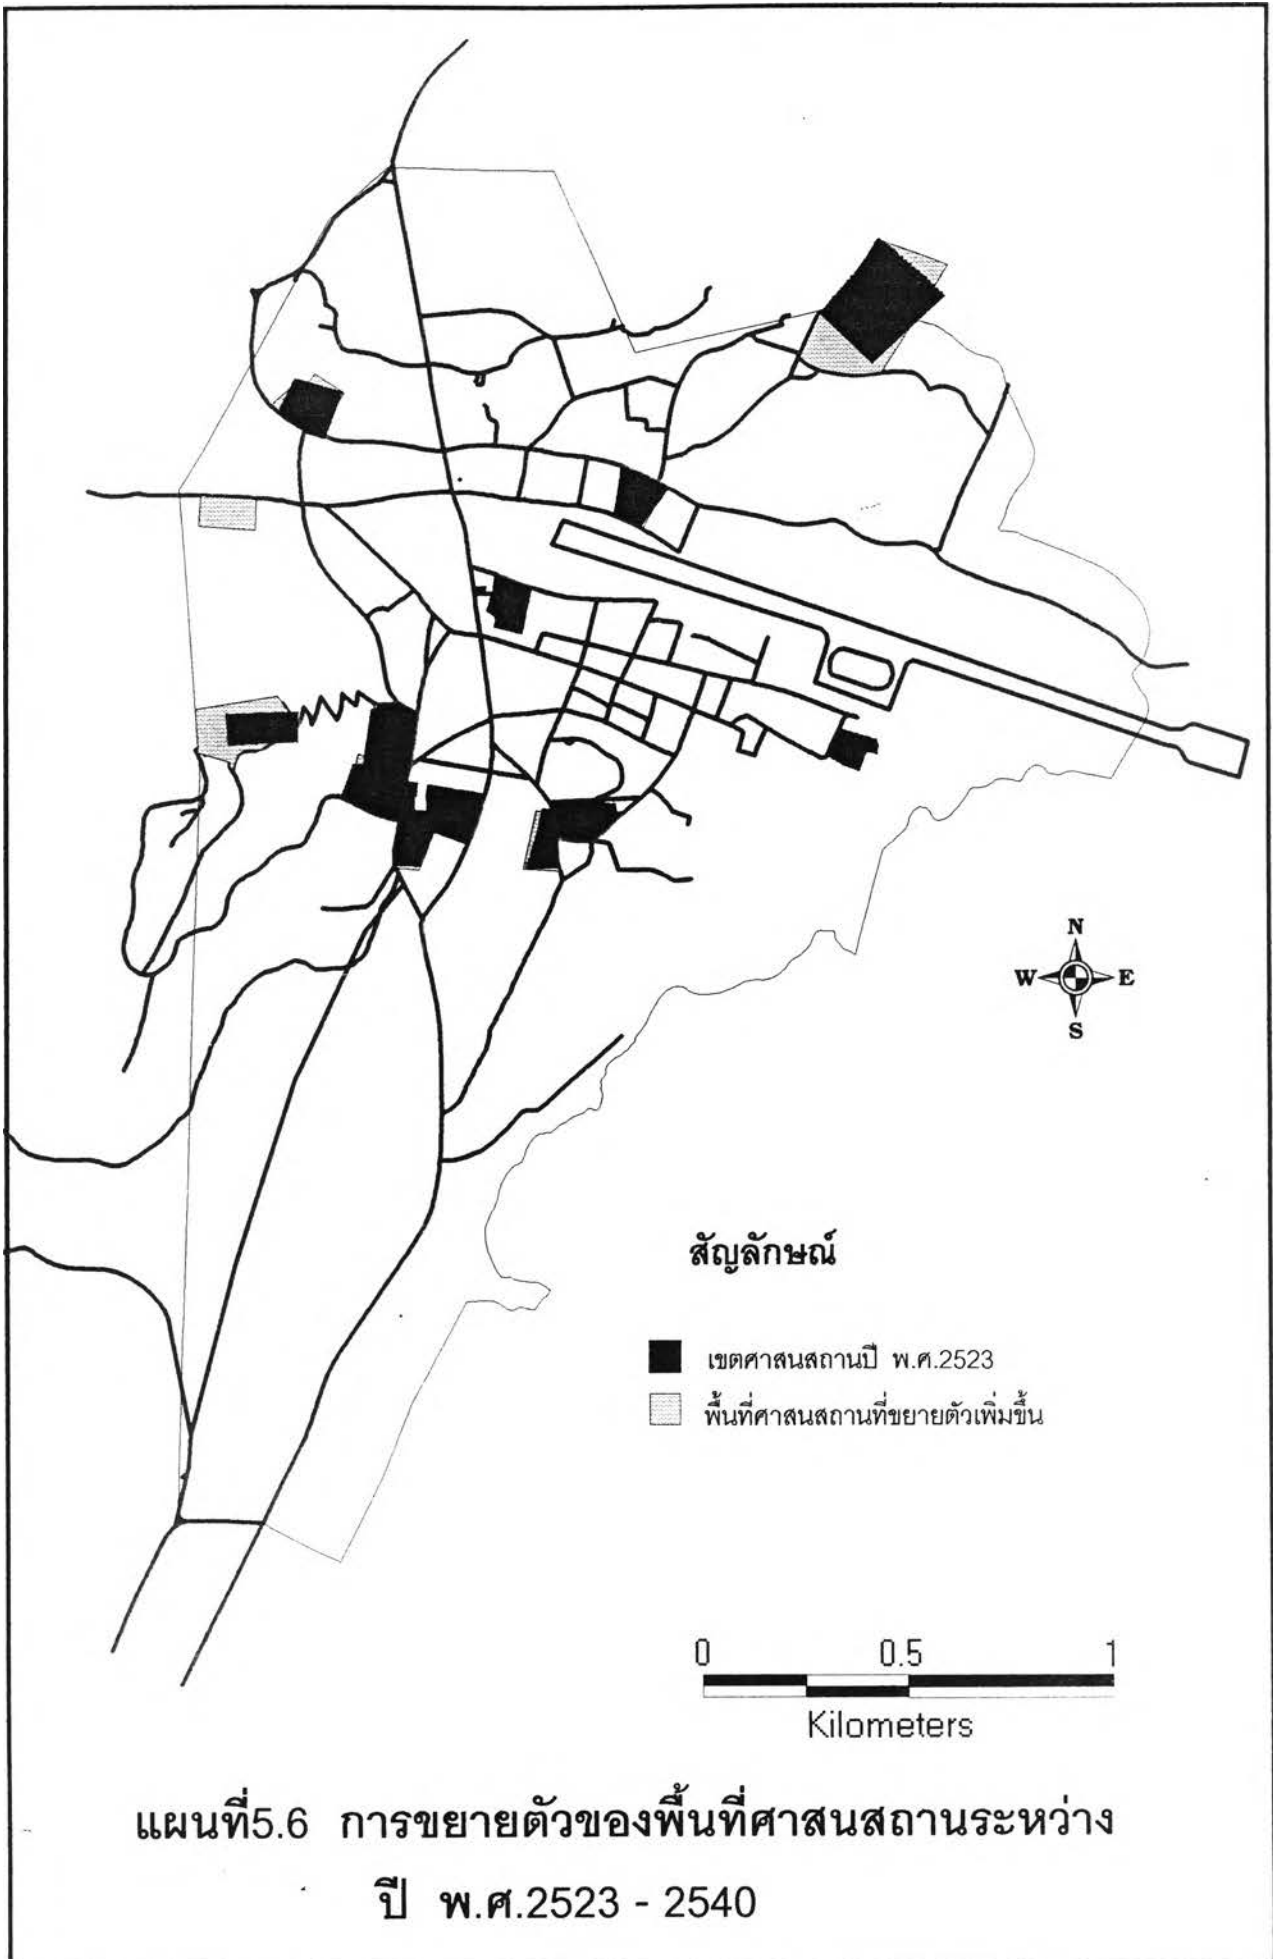 N
W E
S
สัญลักษณ์
เขตศาสนสถานปี พ.ศ.2523
พื้นที่ศาสนสถานที่ขยายตัวเพิ่มขึ้น
0 0.5 1
Kilometers
แผนที่5.6 การขยายตัวของพื้นที่ศาสนสถานระหว่าง
ปี พ.ศ.2523 - 2540